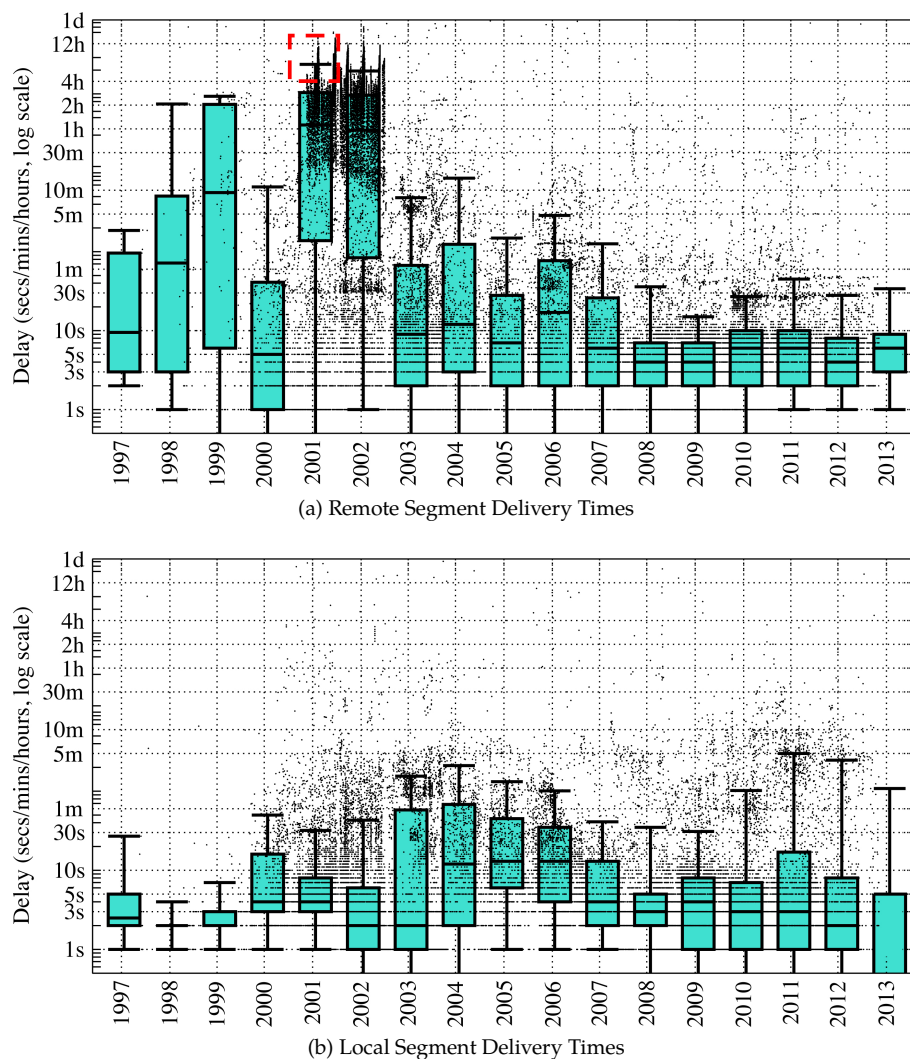 Delay (secs/mins/hours, log scale)
1d
12h
4h
2h
1h
30m
10m
5m
1m
30s
10s
5s
3s
1s
1997 1998 1999 2000 2001 2002 2003 2004 2005 2006 2007 2008 2009 2010 2011 2012 2013
(a) Remote Segment Delivery Times
Delay (secs/mins/hours, log scale)
1d
12h
4h
2h
1h
30m
10m
5m
1m
30s
10s
5s
3s
1s
1997 1998 1999 2000 2001 2002 2003 2004 2005 2006 2007 2008 2009 2010 2011 2012 2013
(b) Local Segment Delivery Times